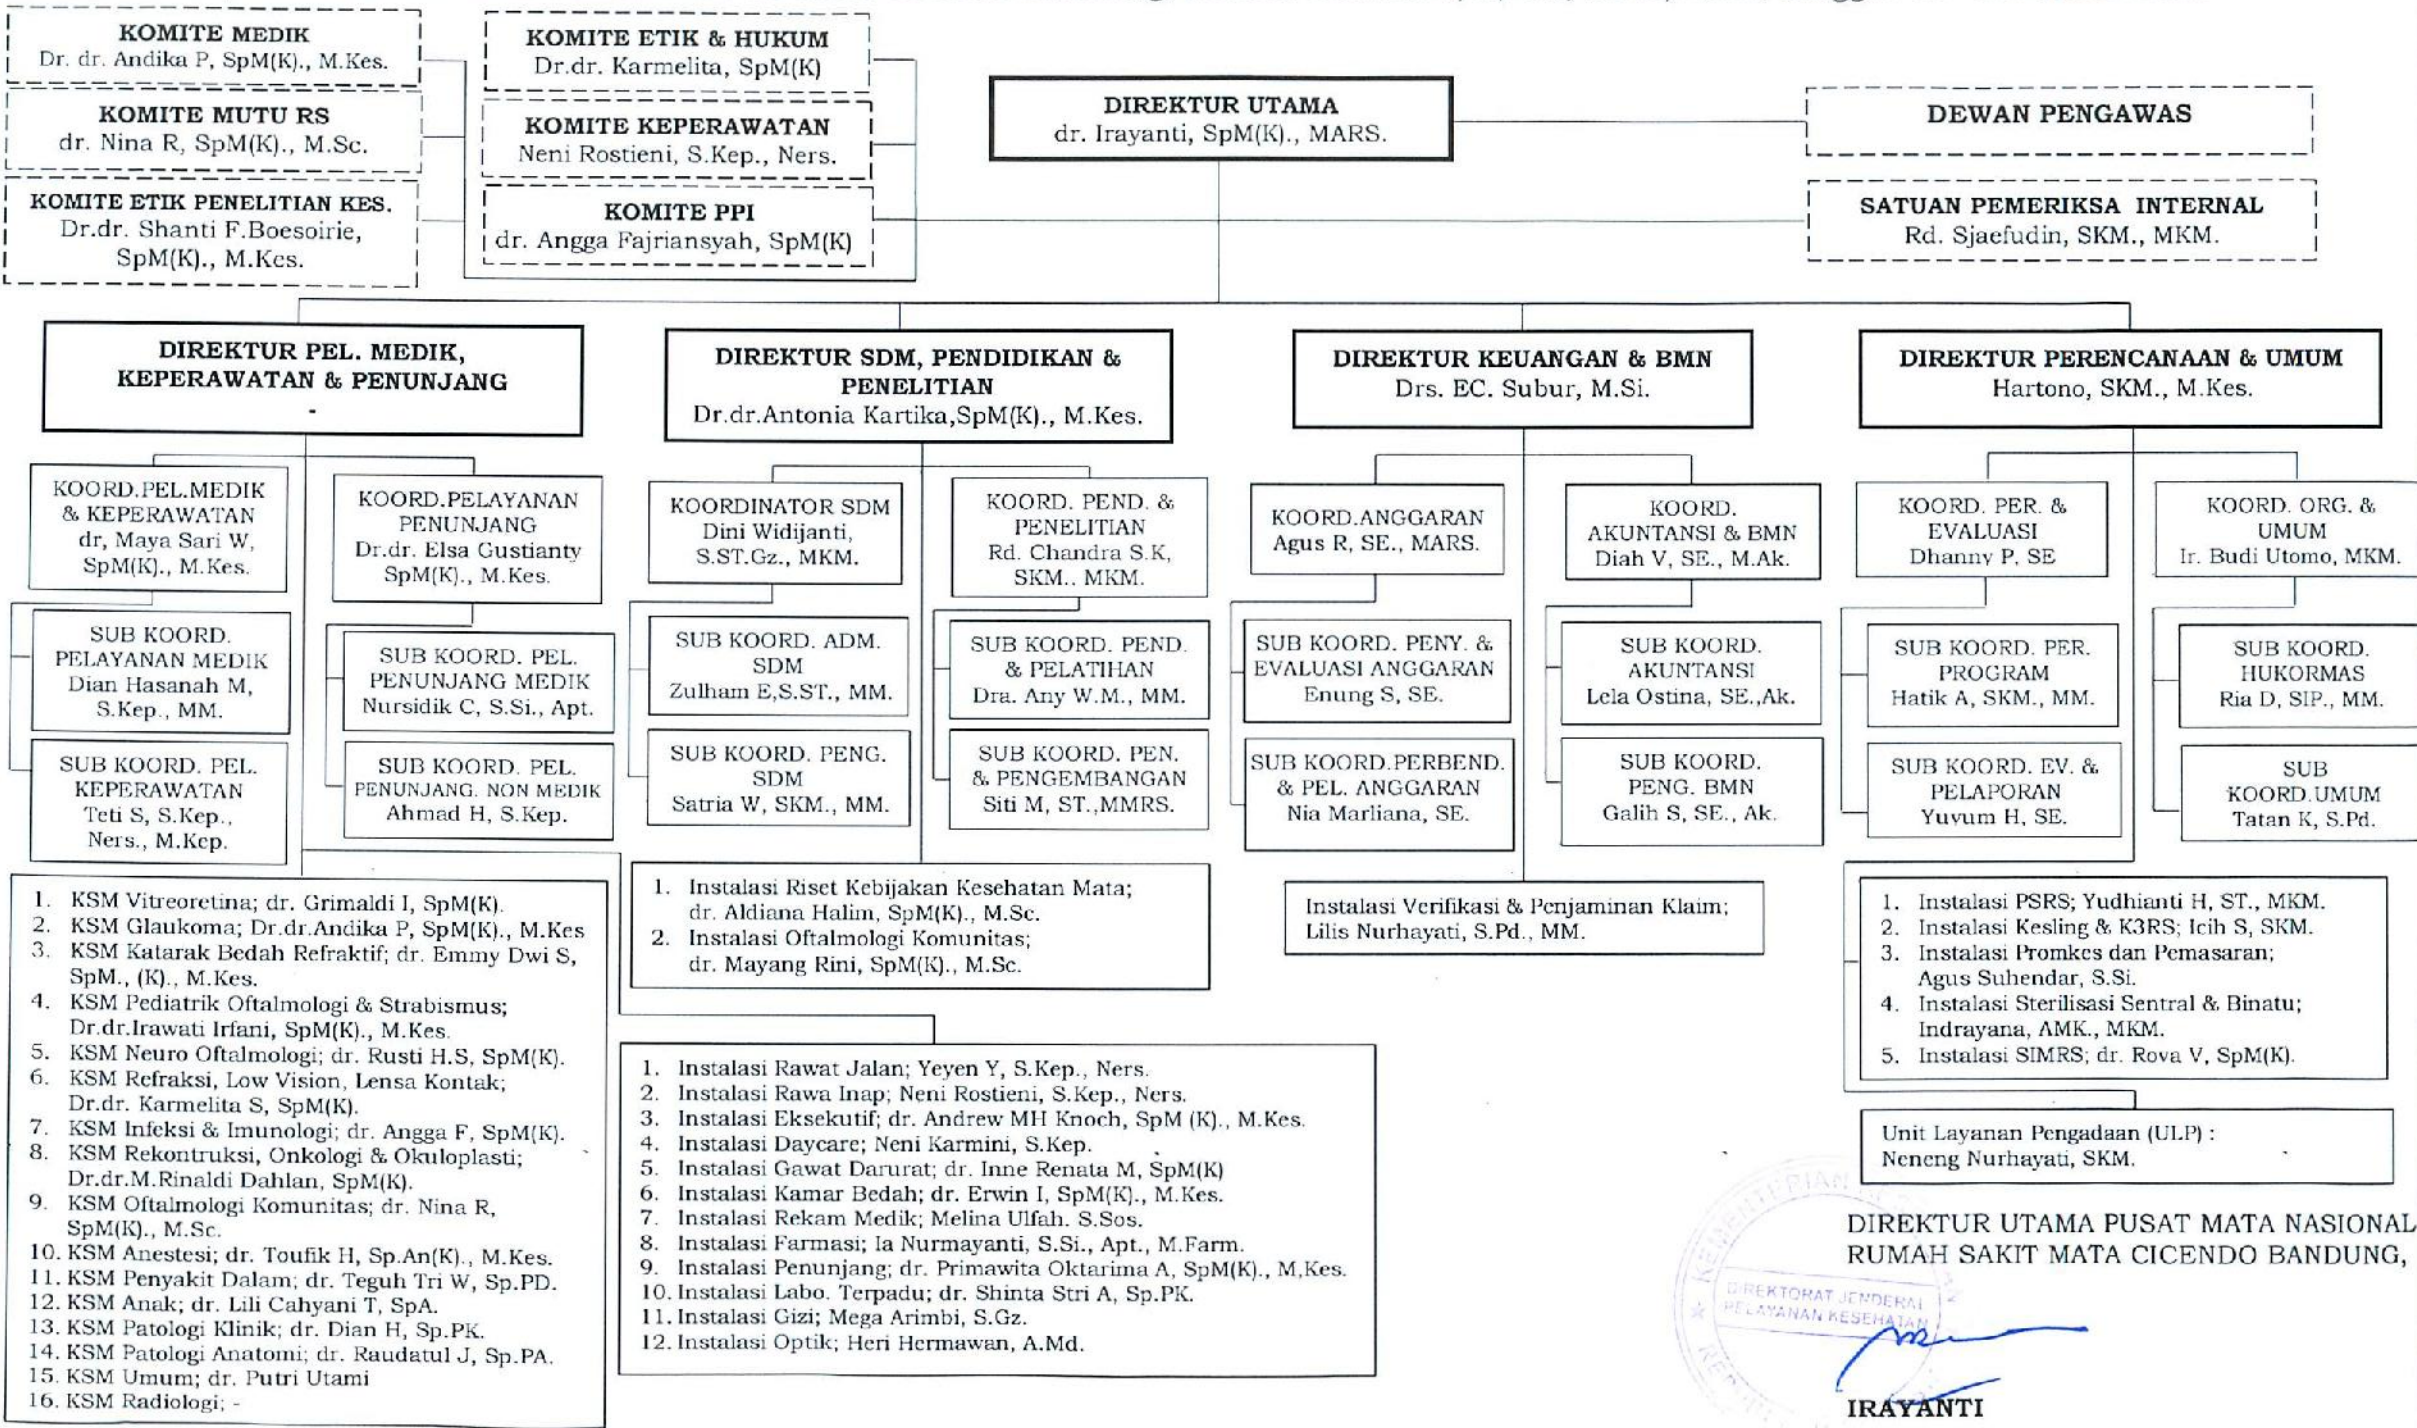 KOMITE MEDIK
Dr. dr. Andika P, SpM(K)., M.Kes.
KOMITE MUTU RS
dr. Nina R, SpM(K)., M.Sc.
KOMITE ETIK PENELITIAN KES.
Dr.dr. Shanti F.Boesoirie,
SpM(K)., M.Kes.
KOMITE ETIK & HUKUM
Dr.dr. Karmelita, SpM(K)
KOMITE KEPERAWATAN
Neni Rostieni, S.Kep., Ners.
KOMITE PPI
dr. Angga Fajriansyah, SpM(K)
DIREKTUR UTAMA
dr. Irayanti, SpM(K)., MARS.
DEWAN PENGAWAS
SATUAN PEMERIKSA INTERNAL
Rd. Sjaefudin, SKM., MKM.
DIREKTUR PEL. MEDIK,
KEPERAWATAN & PENUNJANG
-
DIREKTUR SDM, PENDIDIKAN &
PENELITIAN
Dr.dr.Antonia Kartika,SpM(K)., M.Kes.
DIREKTUR KEUANGAN & BMN
Drs. EC. Subur, M.Si.
DIREKTUR PERENCANAAN & UMUM
Hartono, SKM., M.Kes.
KOORD.PEL.MEDIK
& KEPERAWATAN
dr, Maya Sari W,
SpM(K)., M.Kes.
KOORD.PELAYANAN
PENUNJANG
Dr.dr. Elsa Gustianty
SpM(K)., M.Kes.
KOORDINATOR SDM
Dini Widijanti,
S.ST.Gz., MKM.
KOORD. PEND. &
PENELITIAN
Rd. Chandra S.K,
SKM.. MKM.
KOORD.ANGGARAN
Agus R, SE., MARS.
KOORD.
AKUNTANSI & BMN
Diah V, SE., M.Ak.
KOORD. PER. &
EVALUASI
Dhanny P, SE
KOORD. ORG. &
UMUM
Ir. Budi Utomo, MKM.
SUB KOORD.
PELAYANAN MEDIK
Dian Hasanah M,
S.Kep., MM.
SUB KOORD. PEL.
PENUNJANG MEDIK
Nursidik C, S.Si., Apt.
SUB KOORD. ADM.
SDM
Zulham E,S.ST., MM.
SUB KOORD. PEND.
& PELATIHAN
Dra. Any W.M., MM.
SUB KOORD. PENY. &
EVALUASI ANGGARAN
Enung S, SE.
SUB KOORD.
AKUNTANSI
Lela Ostina, SE.,Ak.
SUB KOORD. PER.
PROGRAM
Hatik A, SKM., MM.
SUB KOORD.
HUKORMAS
Ria D, SIP., MM.
SUB KOORD. PEL.
KEPERAWATAN
Teti S, S.Kep.,
Ners., M.Kep.
SUB KOORD. PEL.
PENUNJANG. NON MEDIK
Ahmad H, S.Kep.
SUB KOORD. PENG.
SDM
Satria W, SKM., MM.
SUB KOORD. PEN.
& PENGEMBANGAN
Siti M, ST.,MMRS.
SUB KOORD.PERBEND.
& PEL. ANGGARAN
Nia Marliana, SE.
SUB KOORD.
PENG. BMN
Galih S, SE., Ak.
SUB KOORD. EV. &
PELAPORAN
Yuyum H, SE.
SUB
KOORD.UMUM
Tatan K, S.Pd.
1. KSM Vitreoretina; dr. Grimaldi I, SpM(K).
2. KSM Glaukoma; Dr.dr.Andika P, SpM(K)., M.Kes
3. KSM Katarak Bedah Refraktif; dr. Emmy Dwi S,
SpM., (K)., M.Kes.
4. KSM Pediatrik Oftalmologi & Strabismus;
Dr.dr.Irawati Irfani, SpM(K)., M.Kes.
5. KSM Neuro Oftalmologi; dr. Rusti H.S, SpM(K).
6. KSM Refraksi, Low Vision, Lensa Kontak;
Dr.dr. Karmelita S, SpM(K).
7. KSM Infeksi & Imunologi; dr. Angga F, SpM(K).
8. KSM Rekontruksi, Onkologi & Okuloplasti;
Dr.dr.M.Rinaldi Dahlan, SpM(K).
9. KSM Oftalmologi Komunitas; dr. Nina R,
SpM(K)., M.Sc.
10. KSM Anestesi; dr. Toufik H, Sp.An(K)., M.Kes.
11. KSM Penyakit Dalam; dr. Teguh Tri W, Sp.PD.
12. KSM Anak; dr. Lili Cahyani T, SpA.
13. KSM Patologi Klinik; dr. Dian H, Sp.PK.
14. KSM Patologi Anatomi; dr. Raudatul J, Sp.PA.
15. KSM Umum; dr. Putri Utami
16. KSM Radiologi; -
1. Instalasi Riset Kebijakan Kesehatan Mata;
dr. Aldiana Halim, SpM(K)., M.Sc.
2. Instalasi Oftalmologi Komunitas;
dr. Mayang Rini, SpM(K)., M.Sc.
1. Instalasi Rawat Jalan; Yeyen Y, S.Kep., Ners.
2. Instalasi Rawa Inap; Neni Rostieni, S.Kep., Ners.
3. Instalasi Eksekutif; dr. Andrew MH Knoch, SpM (K)., M.Kes.
4. Instalasi Daycare; Neni Karmini, S.Kep.
5. Instalasi Gawat Darurat; dr. Inne Renata M, SpM(K)
6. Instalasi Kamar Bedah; dr. Erwin I, SpM(K)., M.Kes.
7. Instalasi Rekam Medik; Melina Ulfah. S.Sos.
8. Instalasi Farmasi; Ia Nurmayanti, S.Si., Apt., M.Farm.
9. Instalasi Penunjang; dr. Primawita Oktarima A, SpM(K)., M,Kes.
10. Instalasi Labo. Terpadu; dr. Shinta Stri A, Sp.PK.
11. Instalasi Gizi; Mega Arimbi, S.Gz.
12. Instalasi Optik; Heri Hermawan, A.Md.
Instalasi Verifikasi & Penjaminan Klaim;
Lilis Nurhayati, S.Pd., MM.
1. Instalasi PSRS; Yudhianti H, ST., MKM.
2. Instalasi Kesling & K3RS; Icih S, SKM.
3. Instalasi Promkes dan Pemasaran;
Agus Suhendar, S.Si.
4. Instalasi Sterilisasi Sentral & Binatu;
Indrayana, AMK., MKM.
5. Instalasi SIMRS; dr. Rova V, SpM(K).
Unit Layanan Pengadaan (ULP) :
Neneng Nurhayati, SKM.
DIREKTUR UTAMA PUSAT MATA NASIONAL
RUMAH SAKIT MATA CICENDO BANDUNG,
DIREKTORAT JENDERAL
PELAYANAN KESEHATAN
IRAYANTI